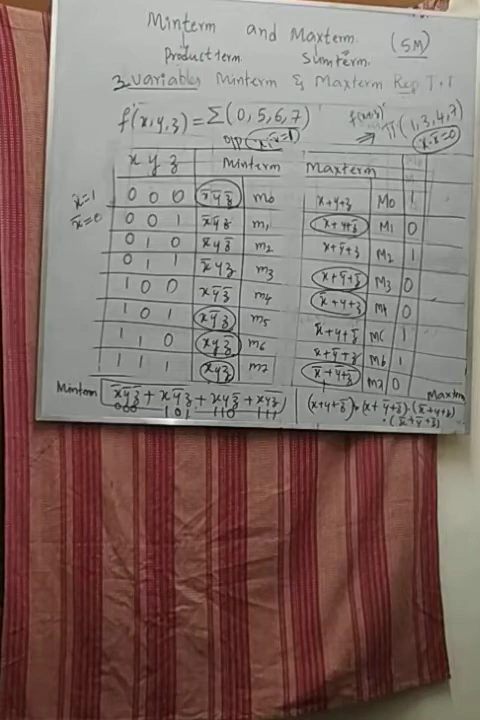 Minterm and Maxterm. (5M)
Product term. Sum term.
3 variables Minterm & Maxterm Rep T.T
f(x,y,z) = Σ(0,5,6,7) f(x,y,z) ⇒ π(1,3,4,7)
x·x̄=0
x y z Minterm Maxterm
x=1
x̄=0
0 0 0 x̄ȳz̄ m0 x+y+z M0 1
0 0 1 x̄ȳz m1 x+y+z̄ M1 0
0 1 0 x̄yz̄ m2 x+ȳ+z M2 1
0 1 1 x̄yz m3 x+ȳ+z̄ M3 0
1 0 0 xȳz̄ m4 x̄+y+z M4 0
1 0 1 xȳz m5 x̄+y+z̄ 1
1 1 0 xyz̄ m6 x̄+ȳ+z M6 1
1 1 1 xyz m7 x̄+ȳ+z̄ M7 0
Minterm x̄ȳz̄ + xȳz + xyz̄ + xyz (x+y+z̄)·(x+ȳ+z̄)·(x̄+y+z) Maxterm
000 101 110 111 ·(x̄+ȳ+z̄)